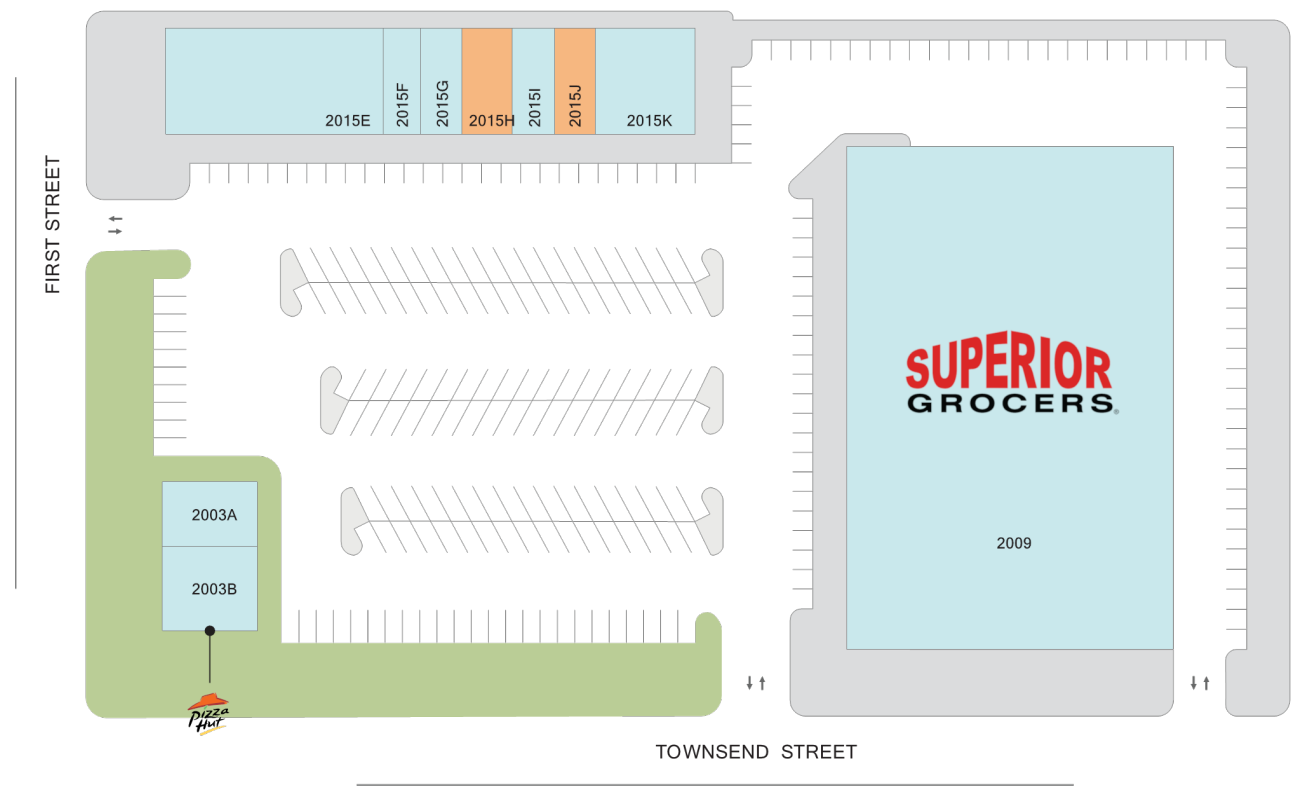 2015E
2015F
2015G
2015H
2015I
2015J
2015K
FIRST STREET
SUPERIOR
GROCERS®
2003A
2009
2003B
Pizza
Hut
TOWNSEND STREET